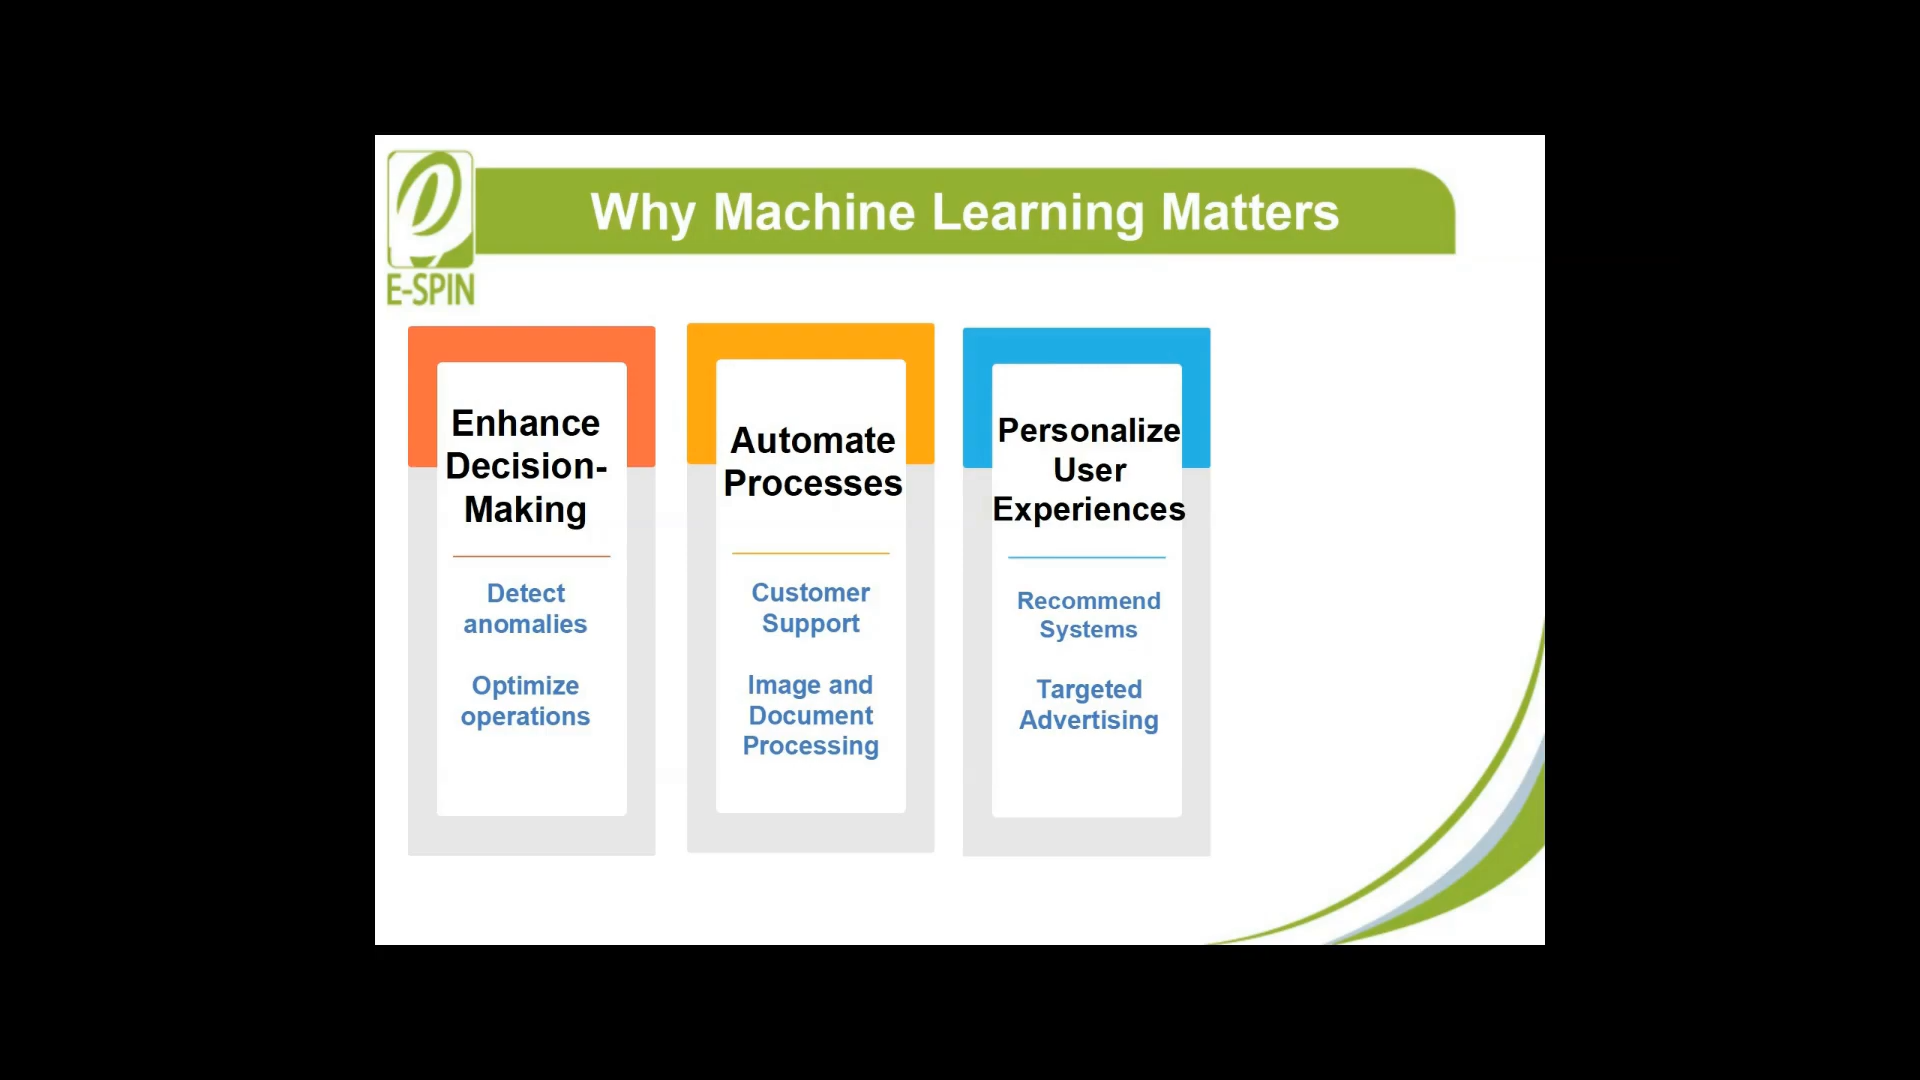 Why Machine Learning Matters
E-SPIN
Enhance
Decision-
Making
Detect
anomalies
Optimize
operations
Automate
Processes
Customer
Support
Image and
Document
Processing
Personalize
User
Experiences
Recommend
Systems
Targeted
Advertising